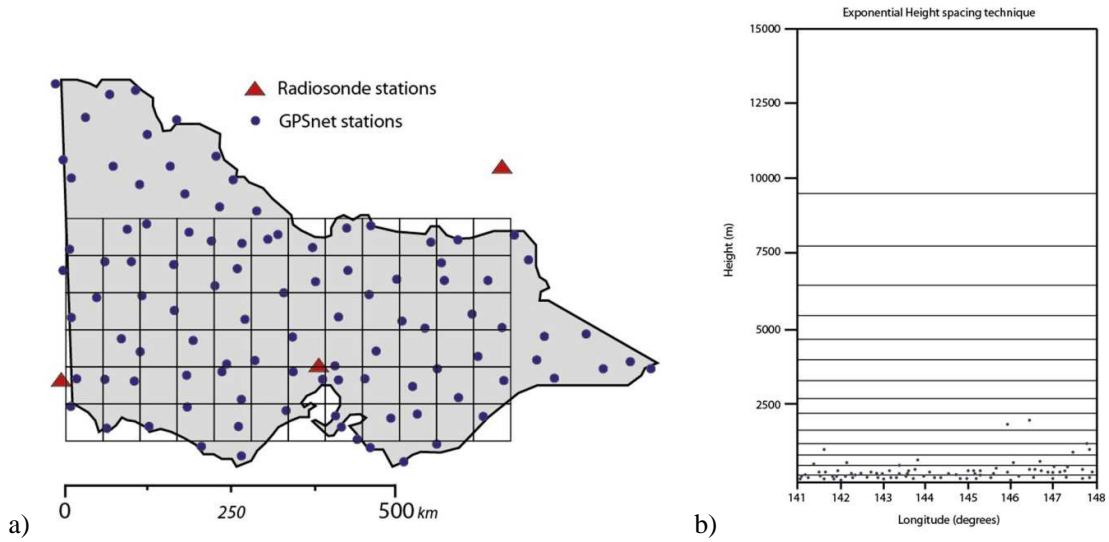 Radiosonde stations
GPSnet stations
0 250 500 km
a)
Exponential Height spacing technique
15000
12500
10000
7500
5000
2500
Height (m)
141 142 143 144 145 146 147 148
Longitude (degrees)
b)